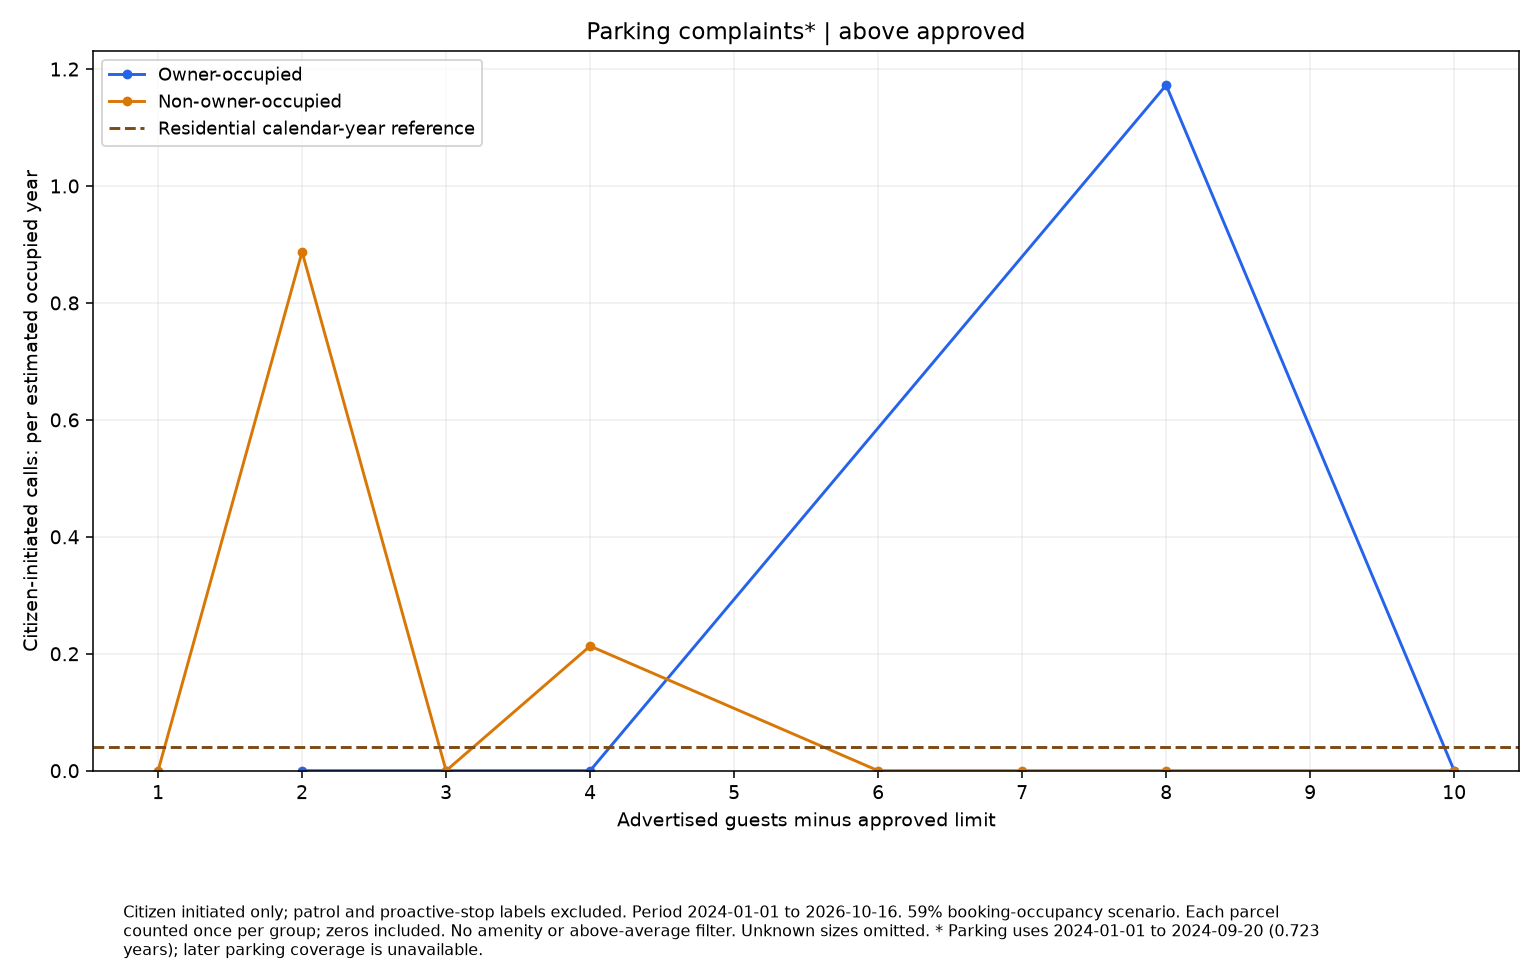 Parking complaints* | above approved
Owner-occupied
Non-owner-occupied
Residential calendar-year reference
Citizen-initiated calls: per estimated occupied year
1.2
1.0
0.8
0.6
0.4
0.2
0.0
1 2 3 4 5 6 7 8 9 10
Advertised guests minus approved limit
Citizen initiated only; patrol and proactive-stop labels excluded. Period 2024-01-01 to 2026-10-16. 59% booking-occupancy scenario. Each parcel
counted once per group; zeros included. No amenity or above-average filter. Unknown sizes omitted. * Parking uses 2024-01-01 to 2024-09-20 (0.723
years); later parking coverage is unavailable.